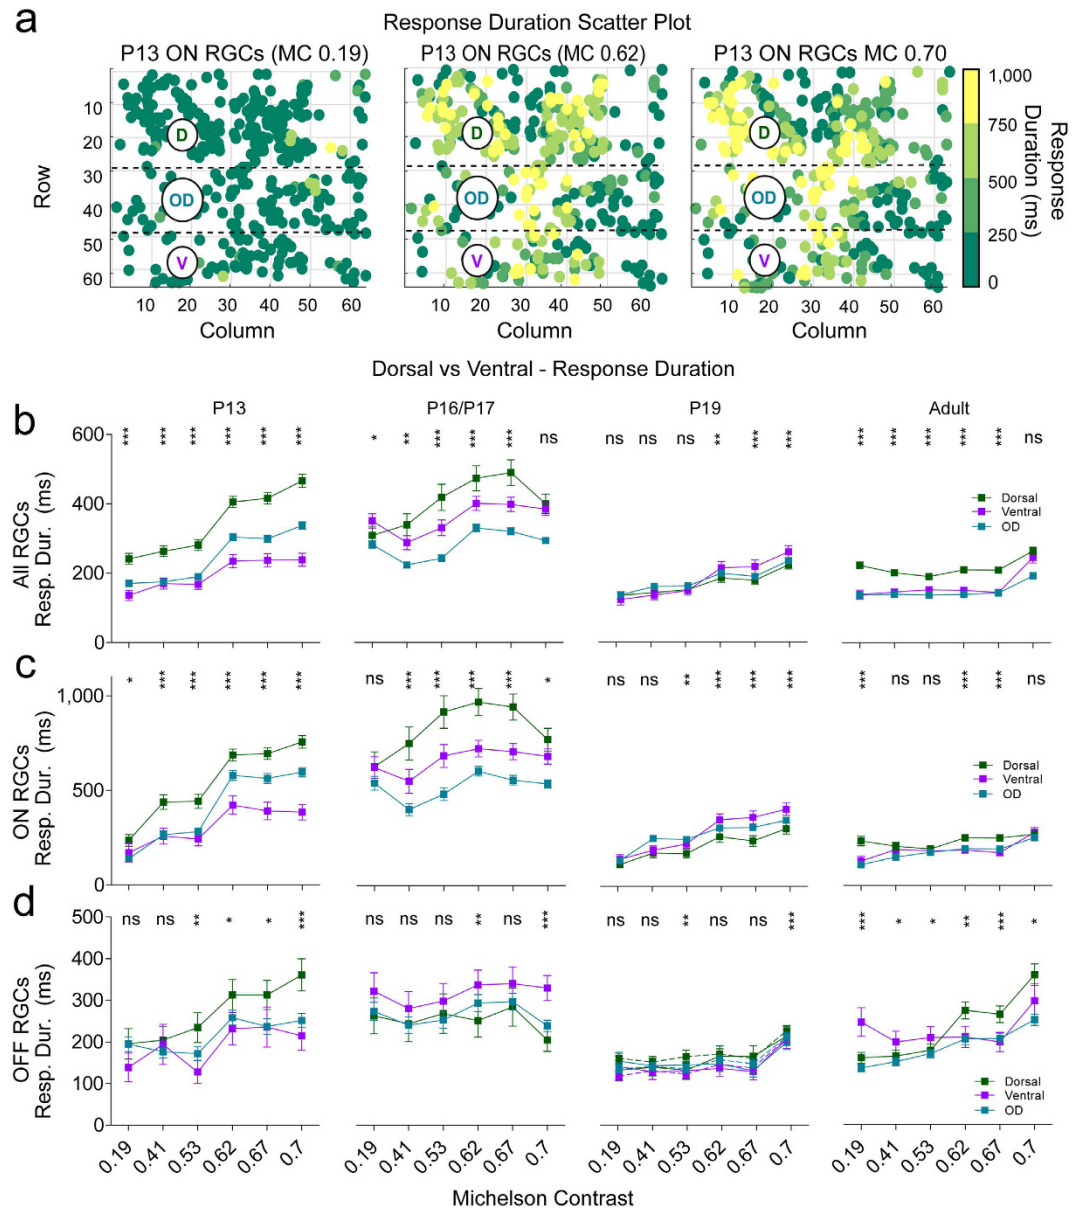 a
Response Duration Scatter Plot
P13 ON RGCs (MC 0.19)
P13 ON RGCs (MC 0.62)
P13 ON RGCs MC 0.70
Row
10
20
30
40
50
60
D
OD
V
D
OD
V
D
OD
V
1,000
750
500
250
0
Response
Duration (ms)
10 20 30 40 50 60
10 20 30 40 50 60
10 20 30 40 50 60
Column
Column
Column
Dorsal vs Ventral - Response Duration
P13
P16/P17
P19
Adult
b
All RGCs
Resp. Dur. (ms)
600
400
200
0
*** *** *** *** *** ***
* ** *** *** *** ns
ns ns ns ** *** ***
*** *** *** *** *** ns
Dorsal
Ventral
OD
c
ON RGCs
Resp. Dur. (ms)
1,000
500
0
* *** *** *** *** ***
ns *** *** *** *** *
ns ns ** *** *** ***
*** ns ns *** *** ns
Dorsal
Ventral
OD
d
OFF RGCs
Resp. Dur. (ms)
500
400
300
200
100
0
ns ns ** * * ***
ns ns ns ** ns ***
ns ns ** ns ns ***
*** * * ** *** *
Dorsal
Ventral
OD
0.19 0.41 0.53 0.62 0.67 0.7
0.19 0.41 0.53 0.62 0.67 0.7
0.19 0.41 0.53 0.62 0.67 0.7
0.19 0.41 0.53 0.62 0.67 0.7
Michelson Contrast